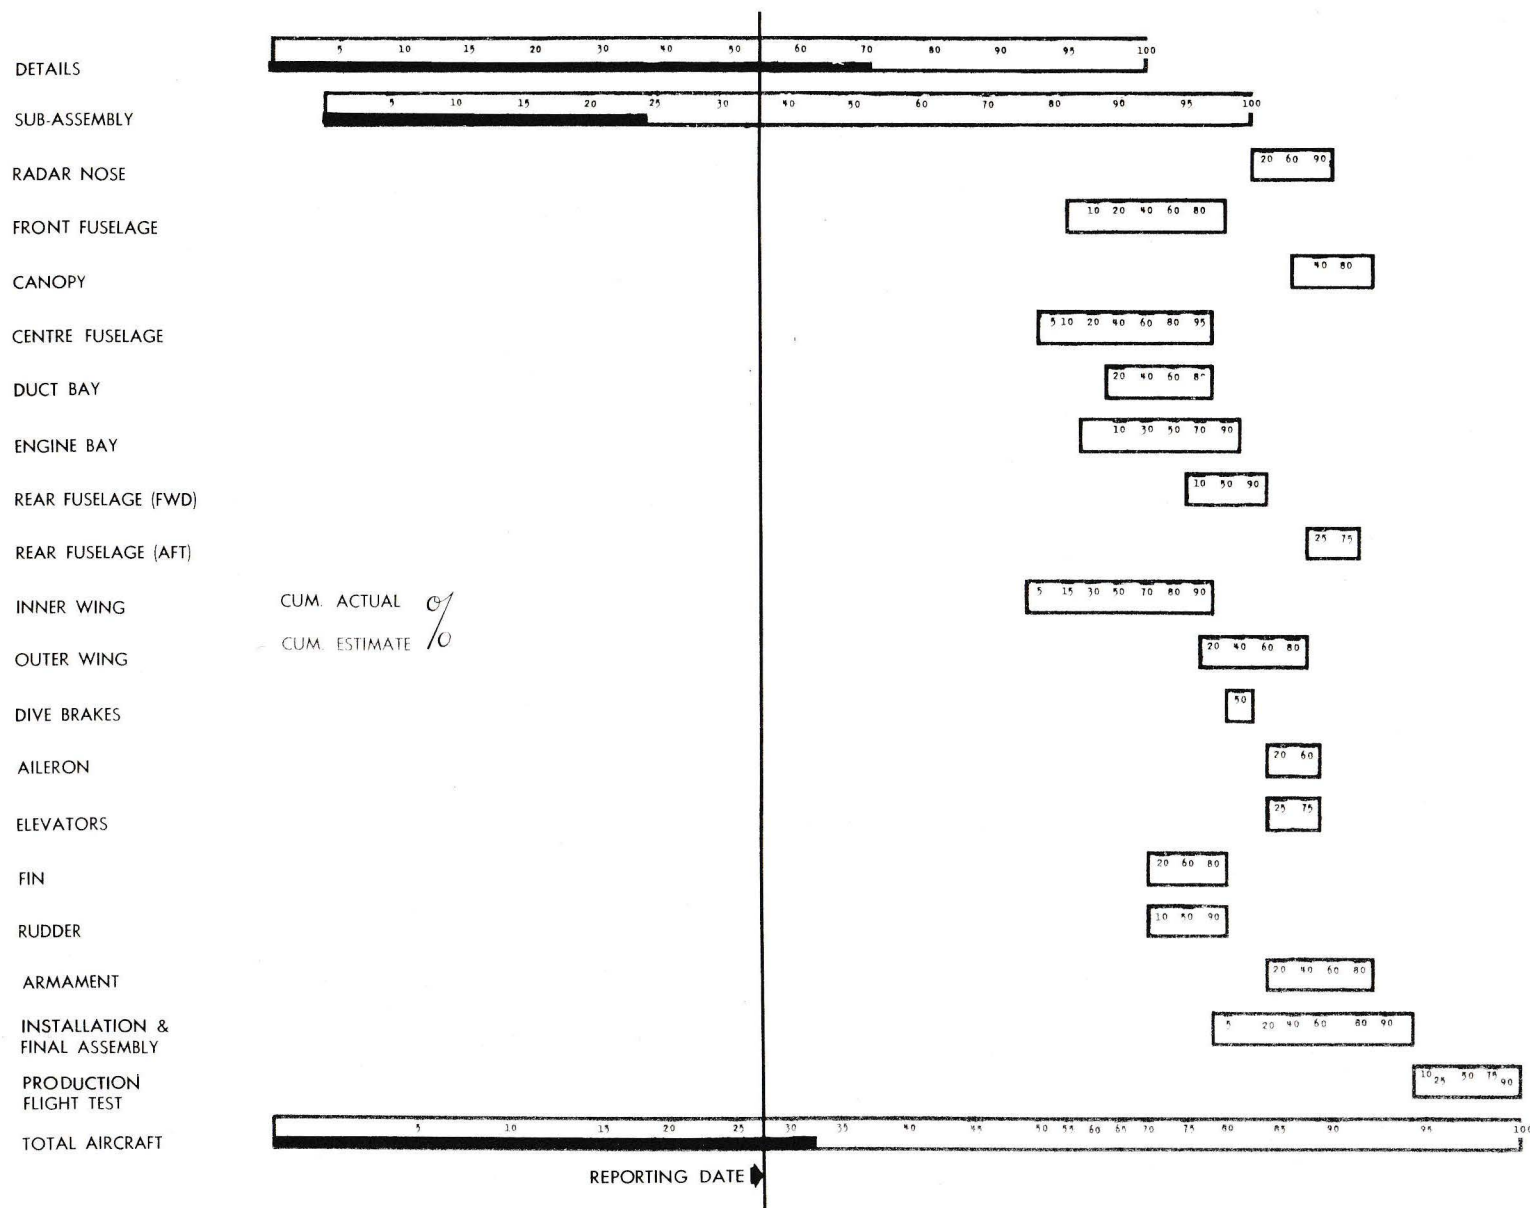 5 10 15 20 30 40 50 60 70 80 90 95 100
DETAILS
5 10 15 20 25 30 40 50 60 70 80 90 95 100
SUB-ASSEMBLY
RADAR NOSE 20 60 90
FRONT FUSELAGE 10 20 40 60 80
CANOPY 40 80
CENTRE FUSELAGE 5 10 20 40 60 80 95
DUCT BAY 20 40 60
ENGINE BAY 10 30 50 70 90
REAR FUSELAGE (FWD) 10 50 90
REAR FUSELAGE (AFT) 25 75
INNER WING 5 15 30 50 70 80 90
CUM. ACTUAL %
CUM. ESTIMATE
OUTER WING 20 40 60 80
DIVE BRAKES 50
AILERON 20 60
ELEVATORS 25 75
FIN 20 60 80
RUDDER 10 50 90
ARMAMENT 20 40 60 80
INSTALLATION & 5 20 40 60 80 90
FINAL ASSEMBLY
PRODUCTION 10 25 50 75 90
FLIGHT TEST
5 10 15 20 25 30 35 40 45 50 55 60 65 70 75 80 85 90 95 100
TOTAL AIRCRAFT
REPORTING DATE